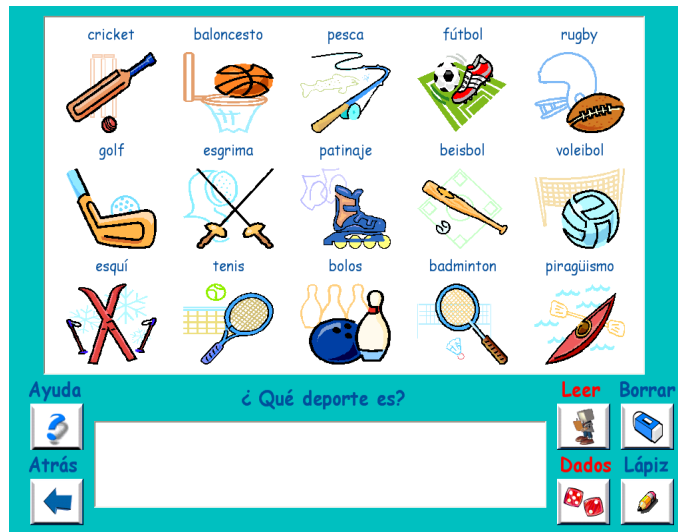 cricket baloncesto pesca fútbol rugby
golf esgrima patinaje beisbol voleibol
esquí tenis bolos badminton piragüismo
Ayuda ¿ Qué deporte es? Leer Borrar
Atrás Dados Lápiz